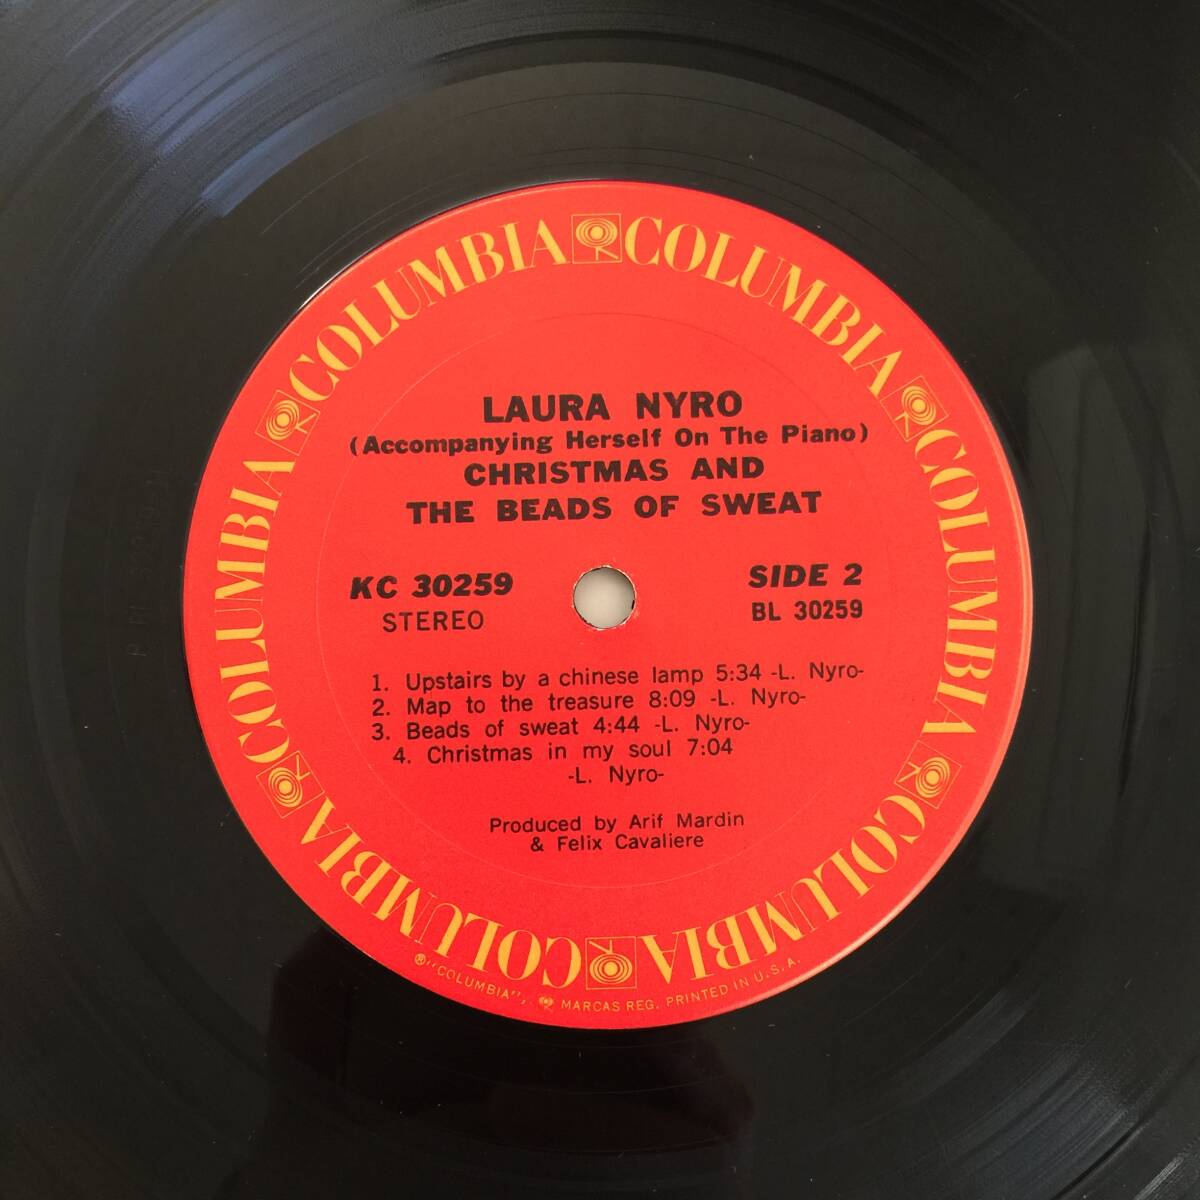 COLUMBIA COLUMBIA COLUMBIA COLUMBIA COLUMBIA COLUMBIA
LAURA NYRO
(Accompanying Herself On The Piano)
CHRISTMAS AND
THE BEADS OF SWEAT
KC 30259
STEREO
SIDE 2
BL 30259
1. Upstairs by a chinese lamp 5:34 -L. Nyro-
2. Map to the treasure 8:09 -L. Nyro-
3. Beads of sweat 4:44 -L. Nyro-
4. Christmas in my soul 7:04
-L. Nyro-
Produced by Arif Mardin
& Felix Cavaliere
®"COLUMBIA", MARCAS REG. PRINTED IN U.S.A.